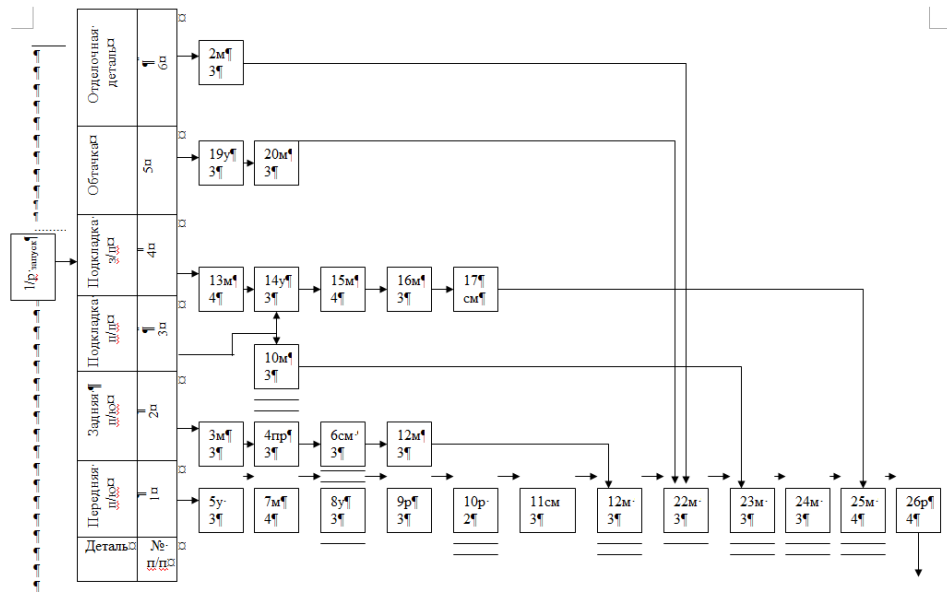 1/р запуск
Отделочная
деталь
6
2м
3
Обтачка
5
19у
3
20м
3
Подкладка
з/п
4
13м
4
14у
3
15м
4
16м
3
17
см
Подкладка
п/п
3
10м
3
Задняя
п/ю
2
3м
3
4пр
3
6см
3
12м
3
Передняя
п/ю
1
5у
3
7м
4
8у
3
9р
3
10р
2
11см
3
12м
3
22м
3
23м
3
24м
3
25м
4
26р
4
Деталь
№
п/п